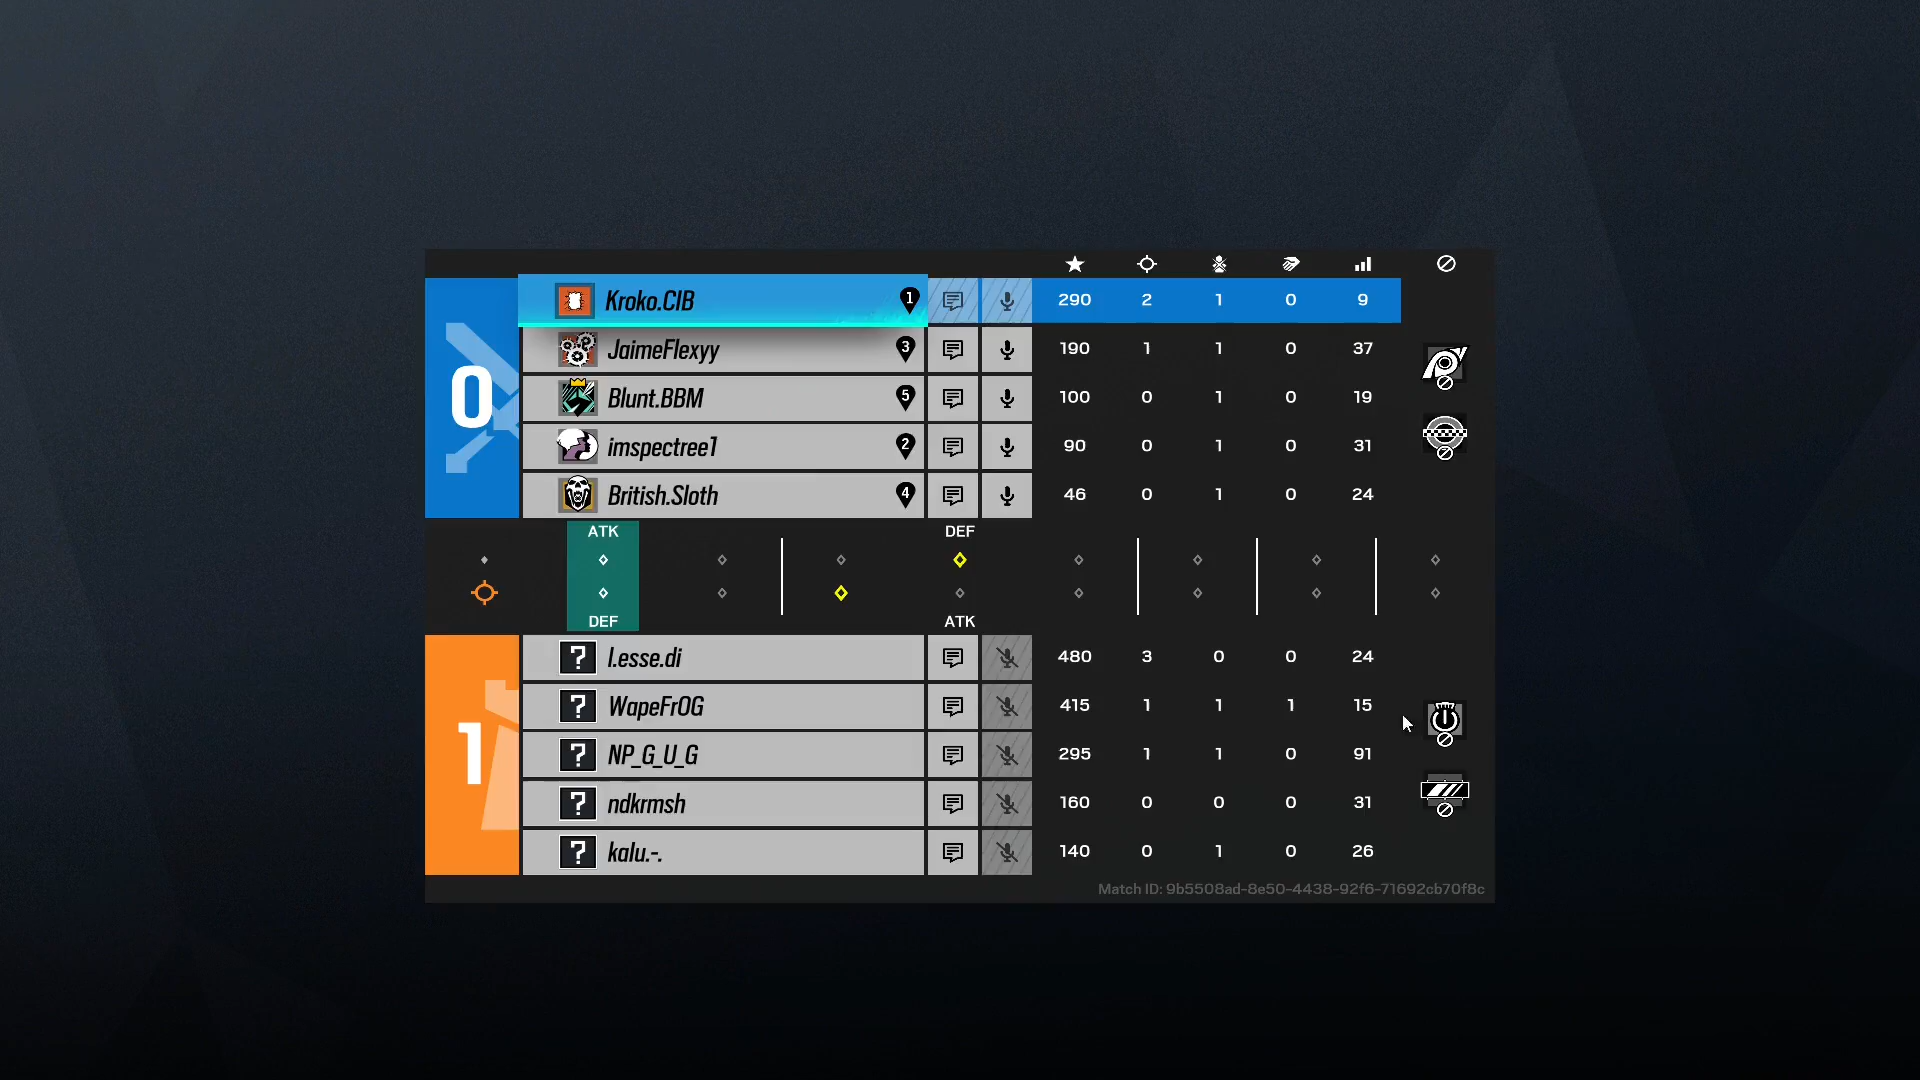 0
Kroko.CIB 1 290 2 1 0 9
JaimeFlexyy 3 190 1 1 0 37
Blunt.BBM 5 100 0 1 0 19
imspectree1 2 90 0 1 0 31
British.Sloth 4 46 0 1 0 24
ATK DEF
DEF ATK
1
? l.esse.di 480 3 0 0 24
? WapeFrOG 415 1 1 1 15
? NP_G_U_G 295 1 1 0 91
? ndkrmsh 160 0 0 0 31
? kalu.-. 140 0 1 0 26
Match ID: 9b5508ad-8e50-4438-92f6-71692cb70f8c